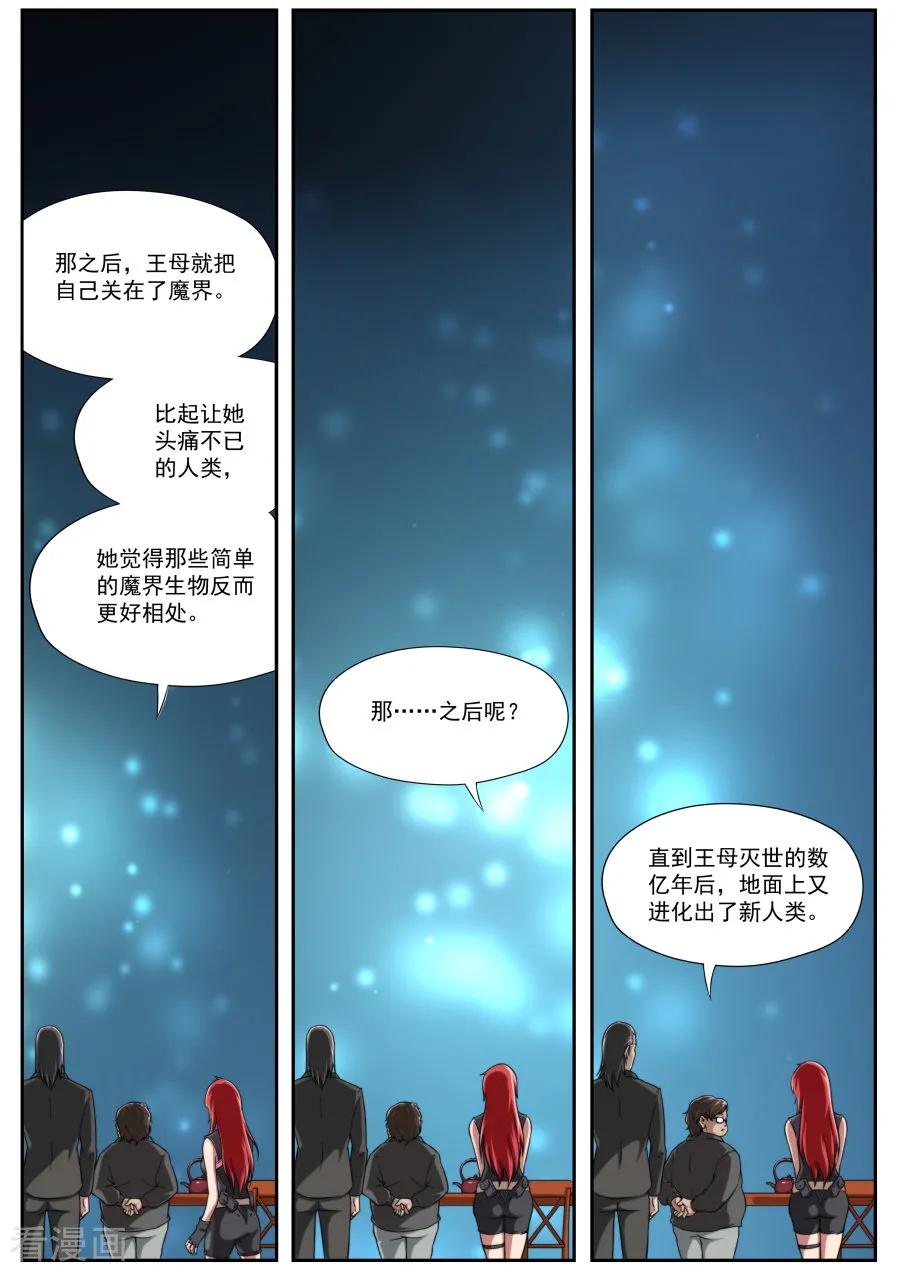 那之后，王母就把
自己关在了魔界。
比起让她
头痛不已
的人类，
她觉得那些简单
的魔界生物反而
更好相处。
那……之后呢？
直到王母灭世的数
亿年后，地面上又
进化出了新人类。
看漫画